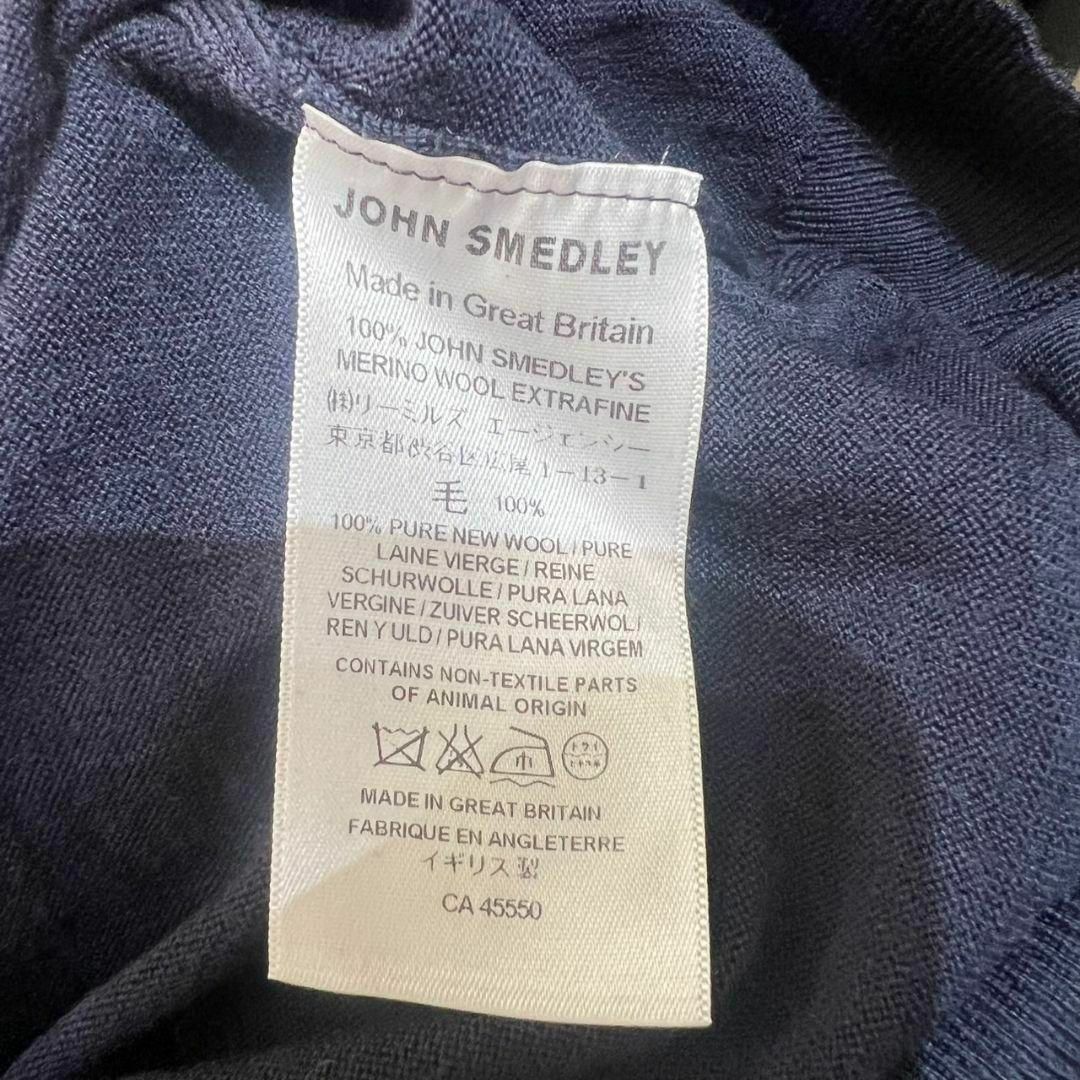 JOHN SMEDLEY
Made in Great Britain
100% JOHN SMEDLEY'S
MERINO WOOL EXTRAFINE
(株)リーミルズ エージェンシー
東京都渋谷区広尾1-13-1
毛 100%
100% PURE NEW WOOL / PURE
LAINE VIERGE / REINE
SCHURWOLLE / PURA LANA
VERGINE / ZUIVER SCHEERWOL /
REN Y ULD / PURA LANA VIRGEM
CONTAINS NON-TEXTILE PARTS
OF ANIMAL ORIGIN
中 ドライ
MADE IN GREAT BRITAIN
FABRIQUE EN ANGLETERRE
イギリス製
CA 45550